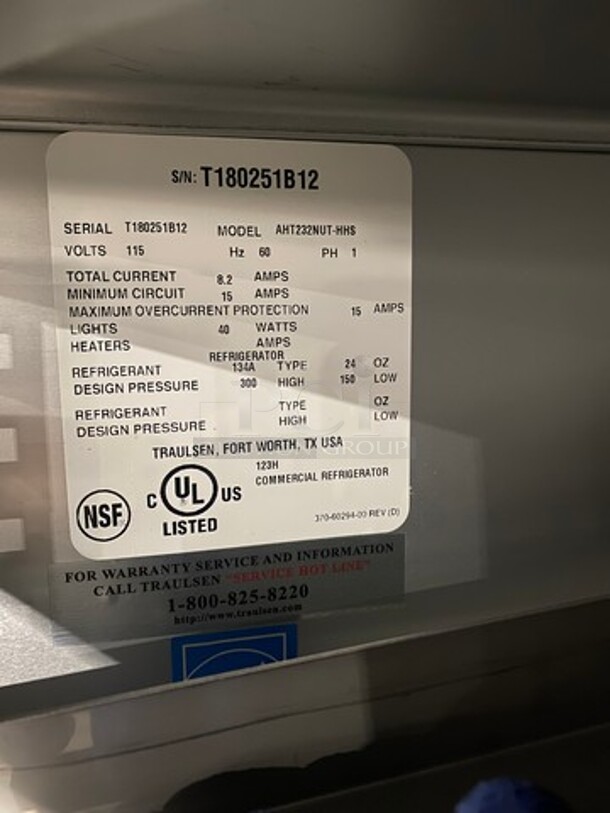 S/N: T180251B12
SERIAL T180251B12 MODEL AHT232NUT-HHS
VOLTS 115 Hz 60 PH 1
TOTAL CURRENT 8.2 AMPS
MINIMUM CIRCUIT 15 AMPS
MAXIMUM OVERCURRENT PROTECTION 15 AMPS
LIGHTS 40 WATTS
HEATERS AMPS
REFRIGERATOR
REFRIGERANT 134A TYPE 24 OZ
DESIGN PRESSURE 300 HIGH 150 LOW
REFRIGERANT TYPE OZ
DESIGN PRESSURE HIGH LOW
TRAULSEN, FORT WORTH, TX USA
123H
COMMERCIAL REFRIGERATOR
NSF
C UL US
LISTED
370-60294-00 REV (D)
GROUP
FOR WARRANTY SERVICE AND INFORMATION
CALL TRAULSEN "SERVICE HOT LINE"
1-800-825-8220
http://www.traulsen.com